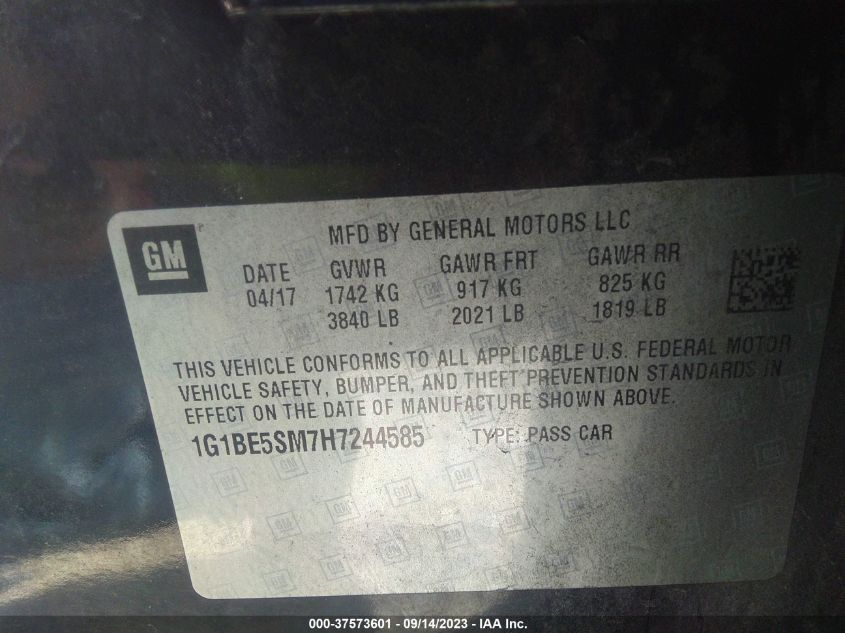 GM
MFD BY GENERAL MOTORS LLC
DATE GVWR GAWR FRT GAWR RR
04/17 1742 KG 917 KG 825 KG
3840 LB 2021 LB 1819 LB
THIS VEHICLE CONFORMS TO ALL APPLICABLE U.S. FEDERAL MOTOR
VEHICLE SAFETY, BUMPER, AND THEFT PREVENTION STANDARDS IN
EFFECT ON THE DATE OF MANUFACTURE SHOWN ABOVE.
1G1BE5SM7H7244585 TYPE: PASS CAR
000-37573601 - 09/14/2023 - IAA Inc.